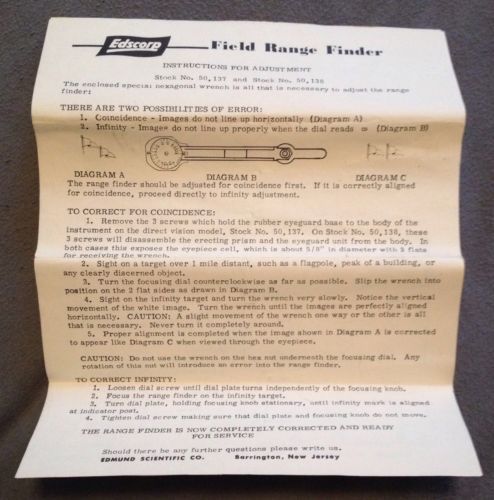 Edscorp
Field Range Finder
INSTRUCTIONS FOR ADJUSTMENT
Stock No. 50,137 and Stock No. 50,138
The enclosed special hexagonal wrench is all that is necessary to adjust the range
finder:
THERE ARE TWO POSSIBILITIES OF ERROR:
1. Coincidence - Images do not line up horizontally (Diagram A)
2. Infinity - Images do not line up properly when the dial reads ∞ (Diagram B)
DIAGRAM A DIAGRAM B DIAGRAM C
The range finder should be adjusted for coincidence first. If it is correctly aligned
for coincidence, proceed directly to infinity adjustment.
TO CORRECT FOR COINCIDENCE:
1. Remove the 3 screws which hold the rubber eyeguard base to the body of the
instrument on the direct vision model, Stock No. 50,137. On Stock No. 50,138, these
3 screws will disassemble the erecting prism and the eyeguard unit from the body. In
both cases this exposes the eyepiece cell, which is about 5/8" in diameter with 2 flats
for receiving the wrench.
2. Sight on a target over 1 mile distant, such as a flagpole, peak of a building, or
any clearly discerned object.
3. Turn the focusing dial counterclockwise as far as possible. Slip the wrench into
position on the 2 flat sides as drawn in Diagram B.
4. Sight on the infinity target and turn the wrench very slowly. Notice the vertical
movement of the white image. Turn the wrench until the images are perfectly aligned
horizontally. CAUTION: A slight movement of the wrench one way or the other is all
that is necessary. Never turn it completely around.
5. Proper alignment is completed when the image shown in Diagram A is corrected
to appear like Diagram C when viewed through the eyepiece.
CAUTION: Do not use the wrench on the hex nut underneath the focusing dial. Any
rotation of this nut will introduce an error into the range finder.
TO CORRECT INFINITY:
1. Loosen dial screw until dial plate turns independently of the focusing knob.
2. Focus the range finder on the infinity target.
3. Turn dial plate, holding focusing knob stationary, until infinity mark is aligned
at indicator post.
4. Tighten dial screw making sure that dial plate and focusing knob do not move.
THE RANGE FINDER IS NOW COMPLETELY CORRECTED AND READY
FOR SERVICE
Should there be any further questions please write us.
EDMUND SCIENTIFIC CO. Barrington, New Jersey